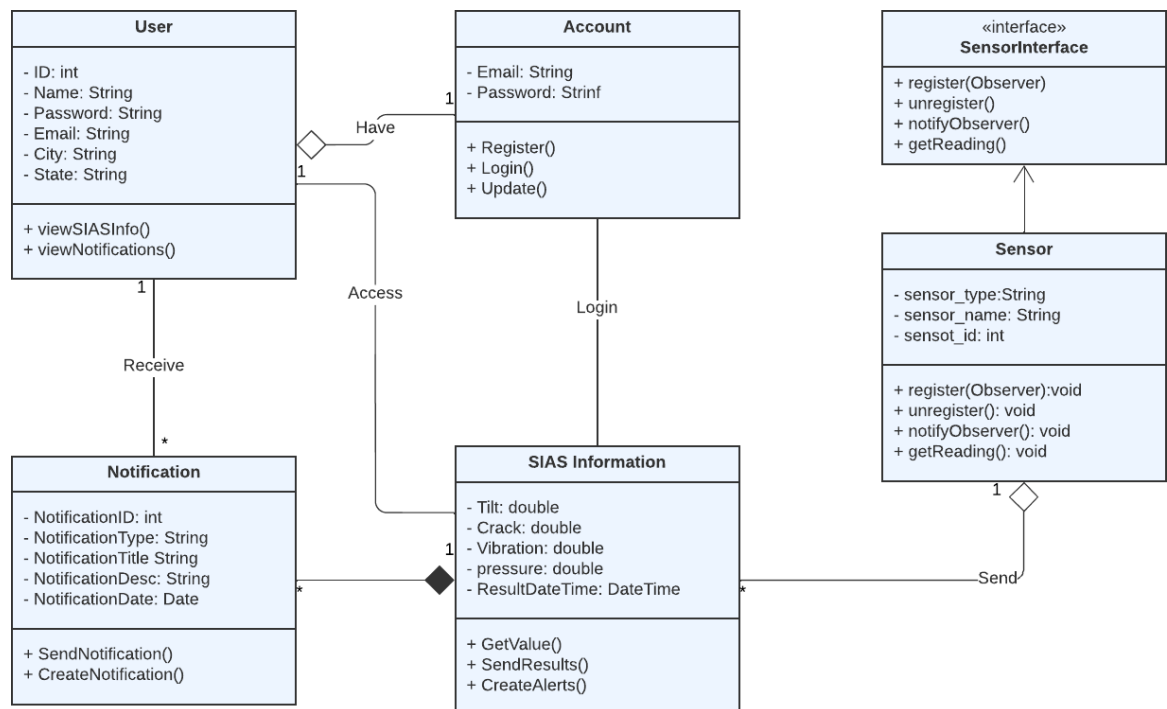 User
- ID: int
- Name: String
- Password: String
- Email: String
- City: String
- State: String
+ viewSIASInfo()
+ viewNotifications()
Account
- Email: String
- Password: Strinf
+ Register()
+ Login()
+ Update()
«interface»
SensorInterface
+ register(Observer)
+ unregister()
+ notifyObserver()
+ getReading()
1
Have
1
Sensor
- sensor_type:String
- sensor_name: String
- sensot_id: int
+ register(Observer):void
+ unregister(): void
+ notifyObserver(): void
+ getReading(): void
1
Access
Login
Receive
*
Notification
- NotificationID: int
- NotificationType: String
- NotificationTitle String
- NotificationDesc: String
- NotificationDate: Date
+ SendNotification()
+ CreateNotification()
SIAS Information
- Tilt: double
- Crack: double
- Vibration: double
- pressure: double
- ResultDateTime: DateTime
+ GetValue()
+ SendResults()
+ CreateAlerts()
1
*
1
Send
*